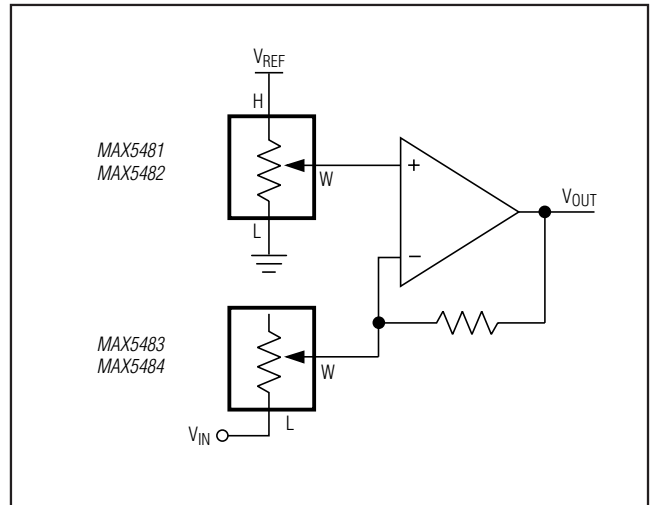 VREF
H
MAX5481
MAX5482
W
+
VOUT
L
−
MAX5483
MAX5484
W
L
VIN